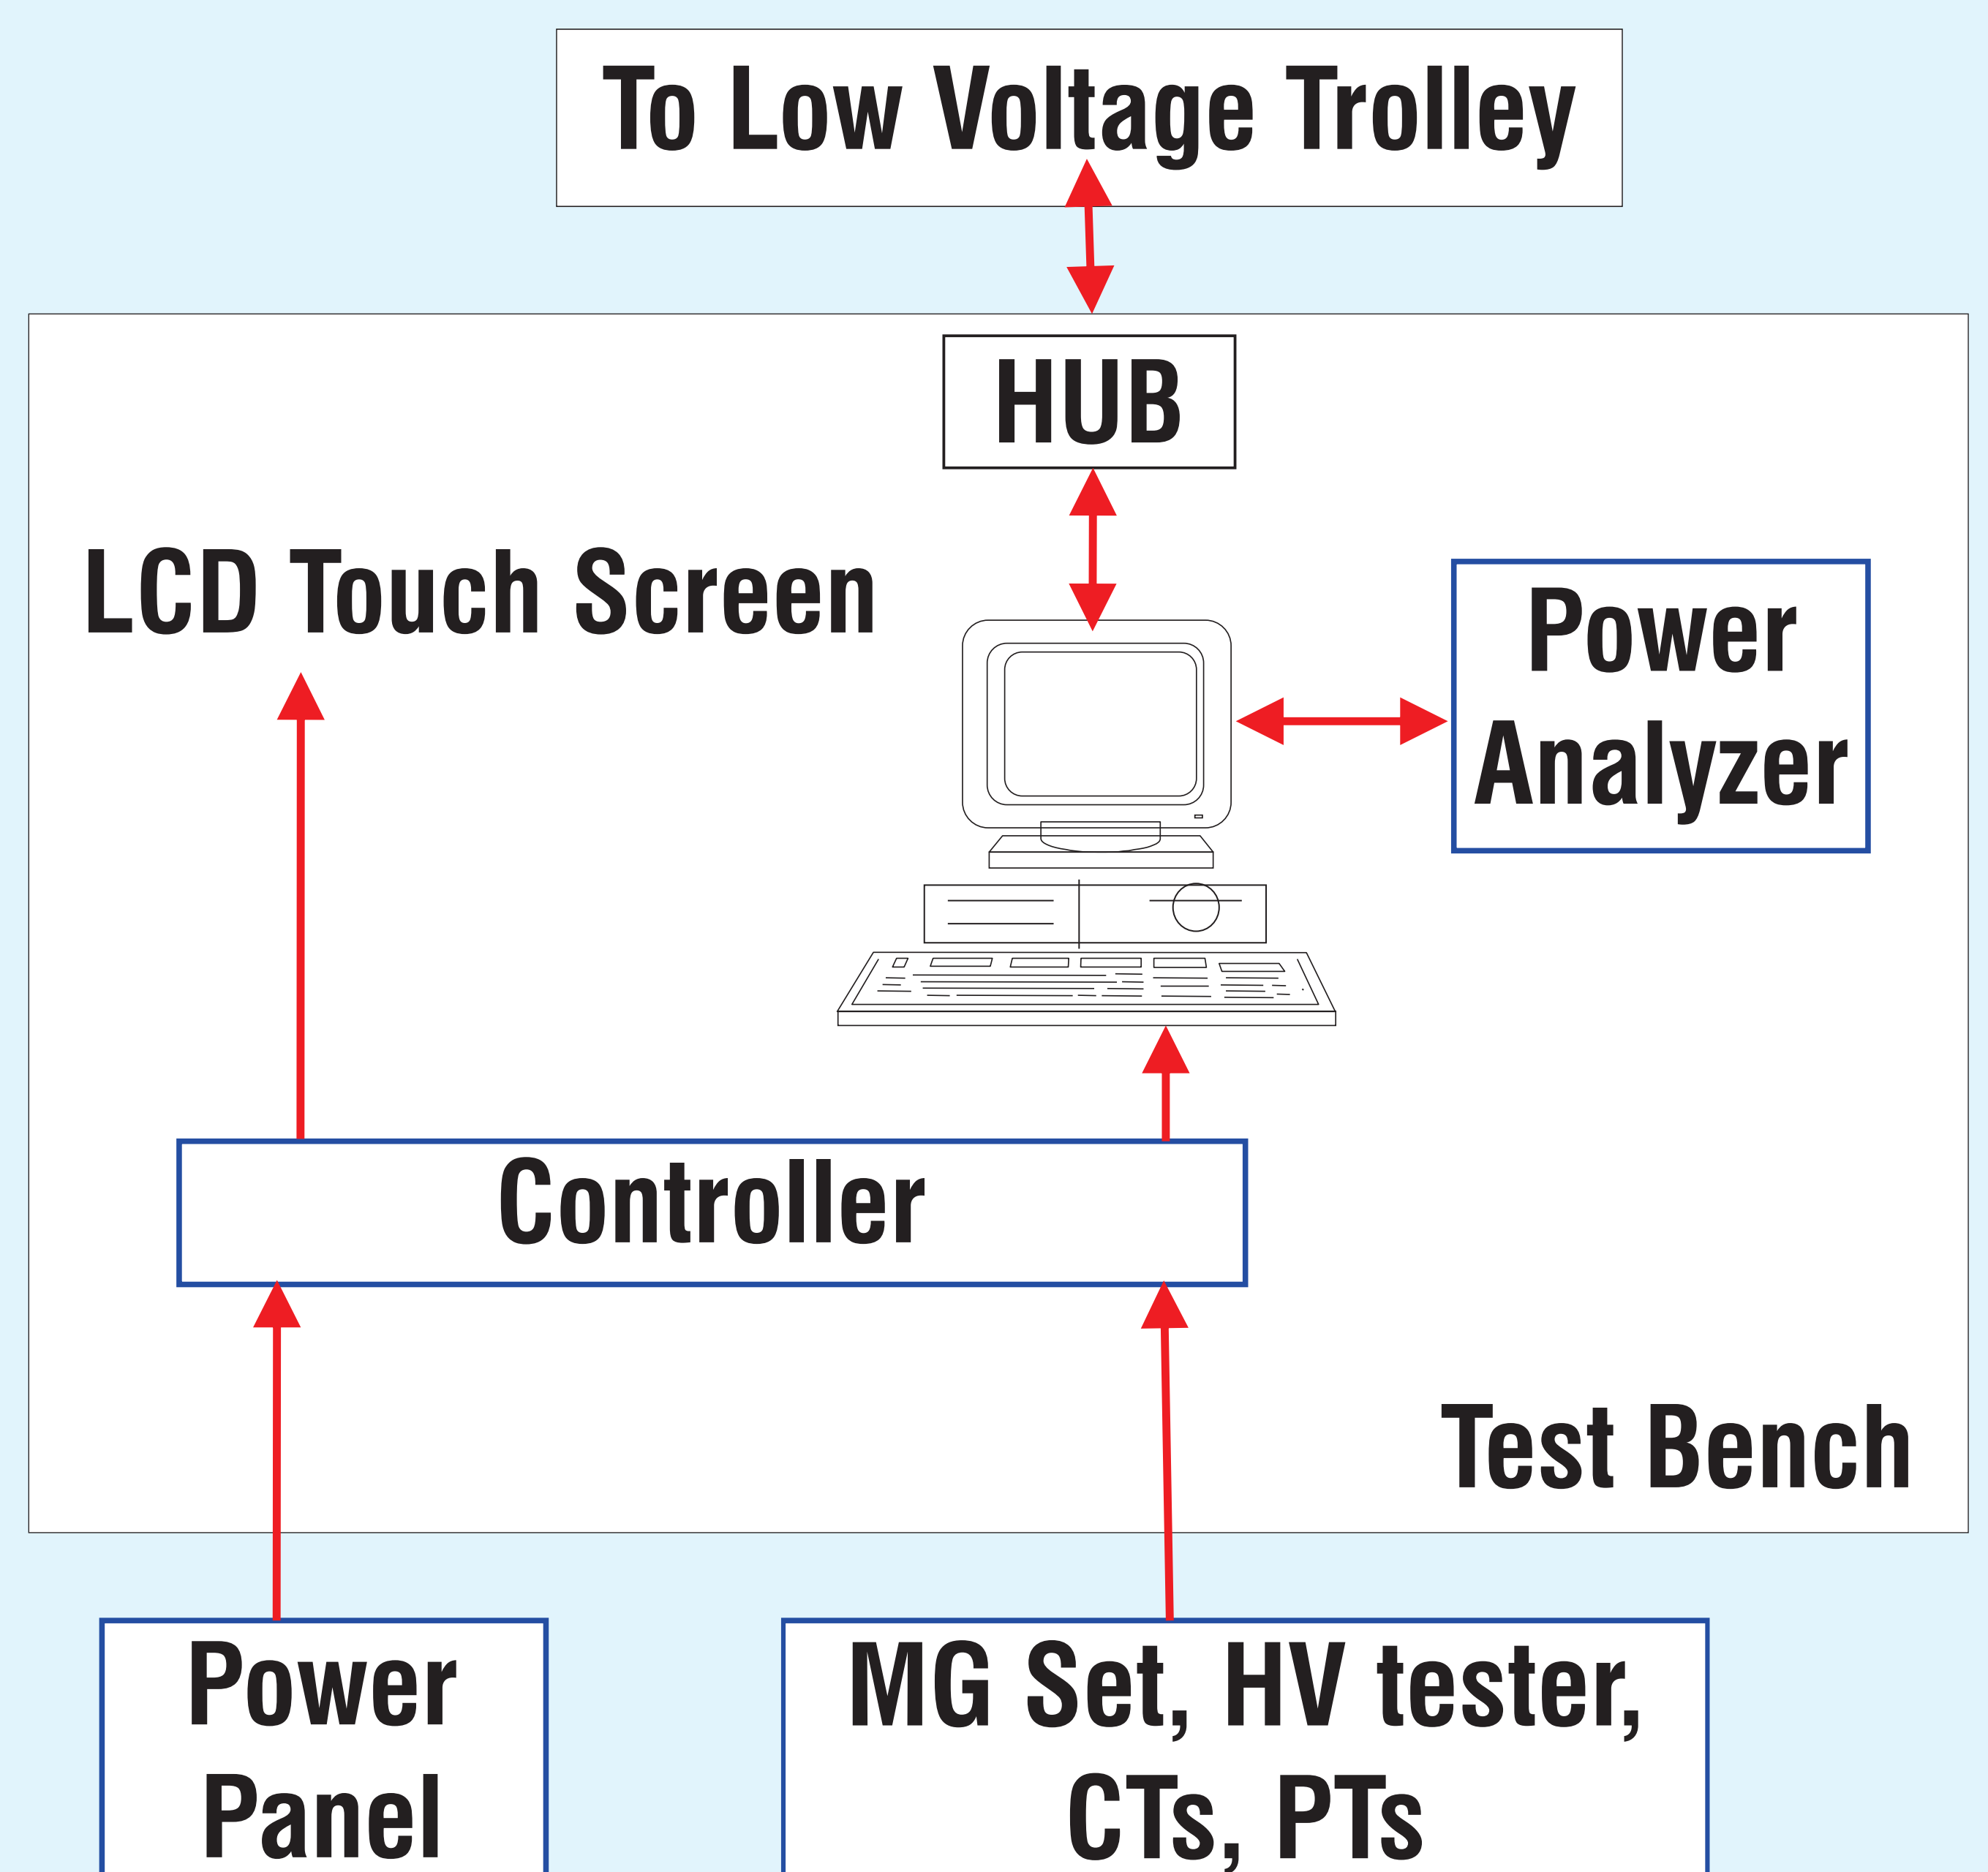 To Low Voltage Trolley
HUB
LCD Touch Screen
Power
Analyzer
Controller
Test Bench
Power
Panel
MG Set, HV tester,
CTs, PTs